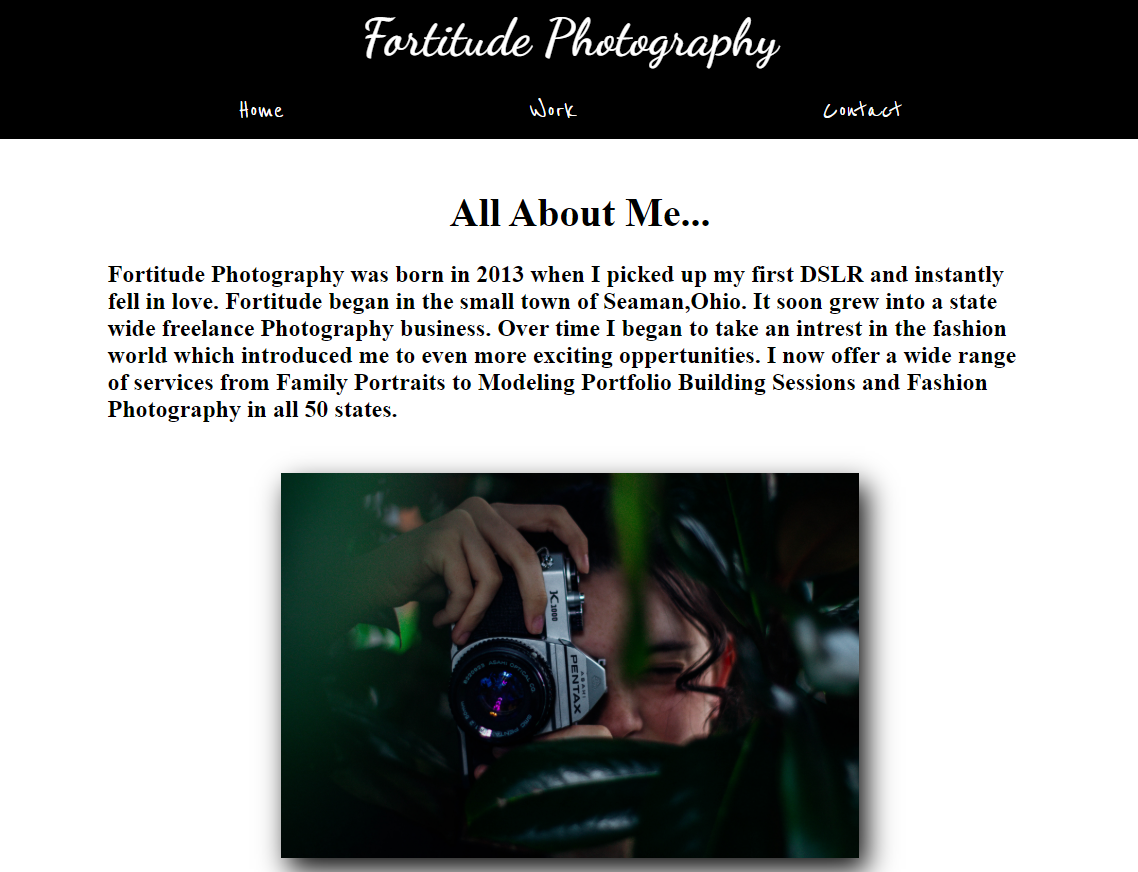 Fortitude Photography
Home Work Contact
All About Me...
Fortitude Photography was born in 2013 when I picked up my first DSLR and instantly
fell in love. Fortitude began in the small town of Seaman,Ohio. It soon grew into a state
wide freelance Photography business. Over time I began to take an intrest in the fashion
world which introduced me to even more exciting oppertunities. I now offer a wide range
of services from Family Portraits to Modeling Portfolio Building Sessions and Fashion
Photography in all 50 states.
K1000
ASAHI
PENTAX
ASAHI OPTICAL CO